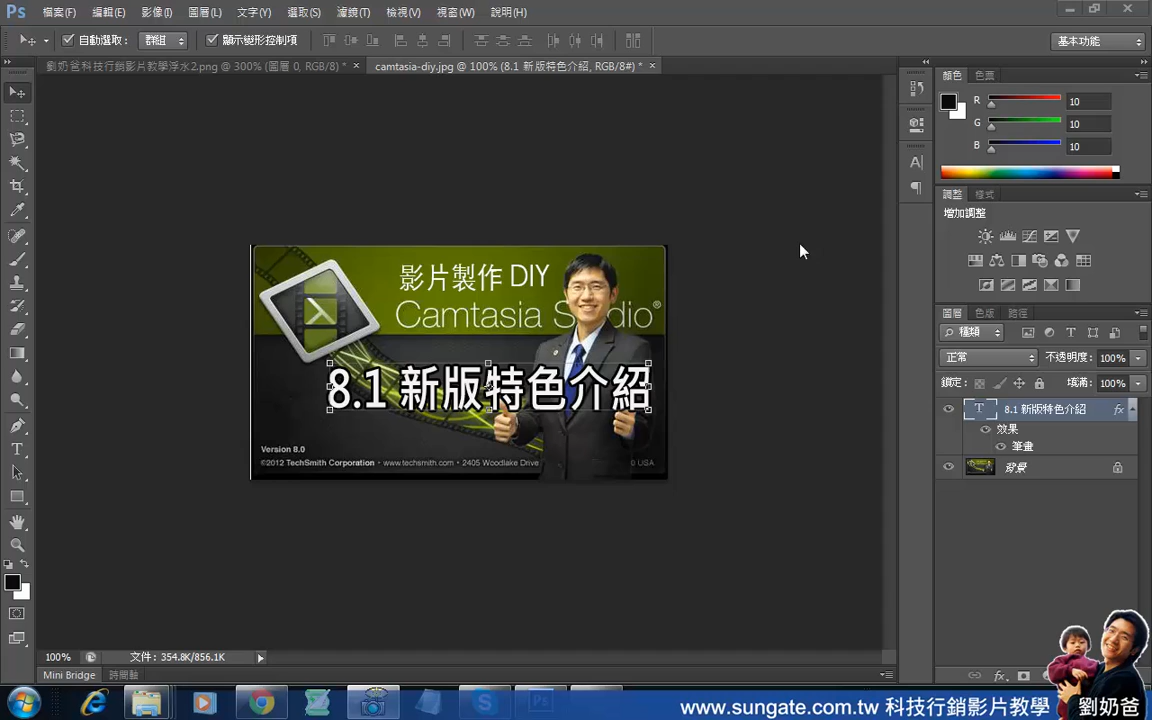 Ps 檔案(F) 編輯(E) 影像(I) 圖層(L) 文字(Y) 選取(S) 濾鏡(T) 檢視(V) 視窗(W) 說明(H)
自動選取： 群組 顯示變形控制項 基本功能
劉奶爸科技行銷影片教學浮水2.png @ 300% (圖層 0, RGB/8) * × camtasia-diy.jpg @ 100% (8.1 新版特色介紹, RGB/8#) * ×
顏色 色票
R 10
G 10
B 10
調整 樣式
增加調整
影片製作 DIY
Camtasia Studio®
8.1 新版特色介紹
Version 8.0
©2012 TechSmith Corporation • www.techsmith.com • 2405 Woodlake Drive
USA
圖層 色版 路徑
種類
正常 不透明度: 100%
鎖定: 填滿: 100%
T 8.1 新版特色介紹 fx
效果
筆畫
背景
100% 文件: 354.8K/856.1K
Mini Bridge 時間軸
www.sungate.com.tw 科技行銷影片教學 劉奶爸